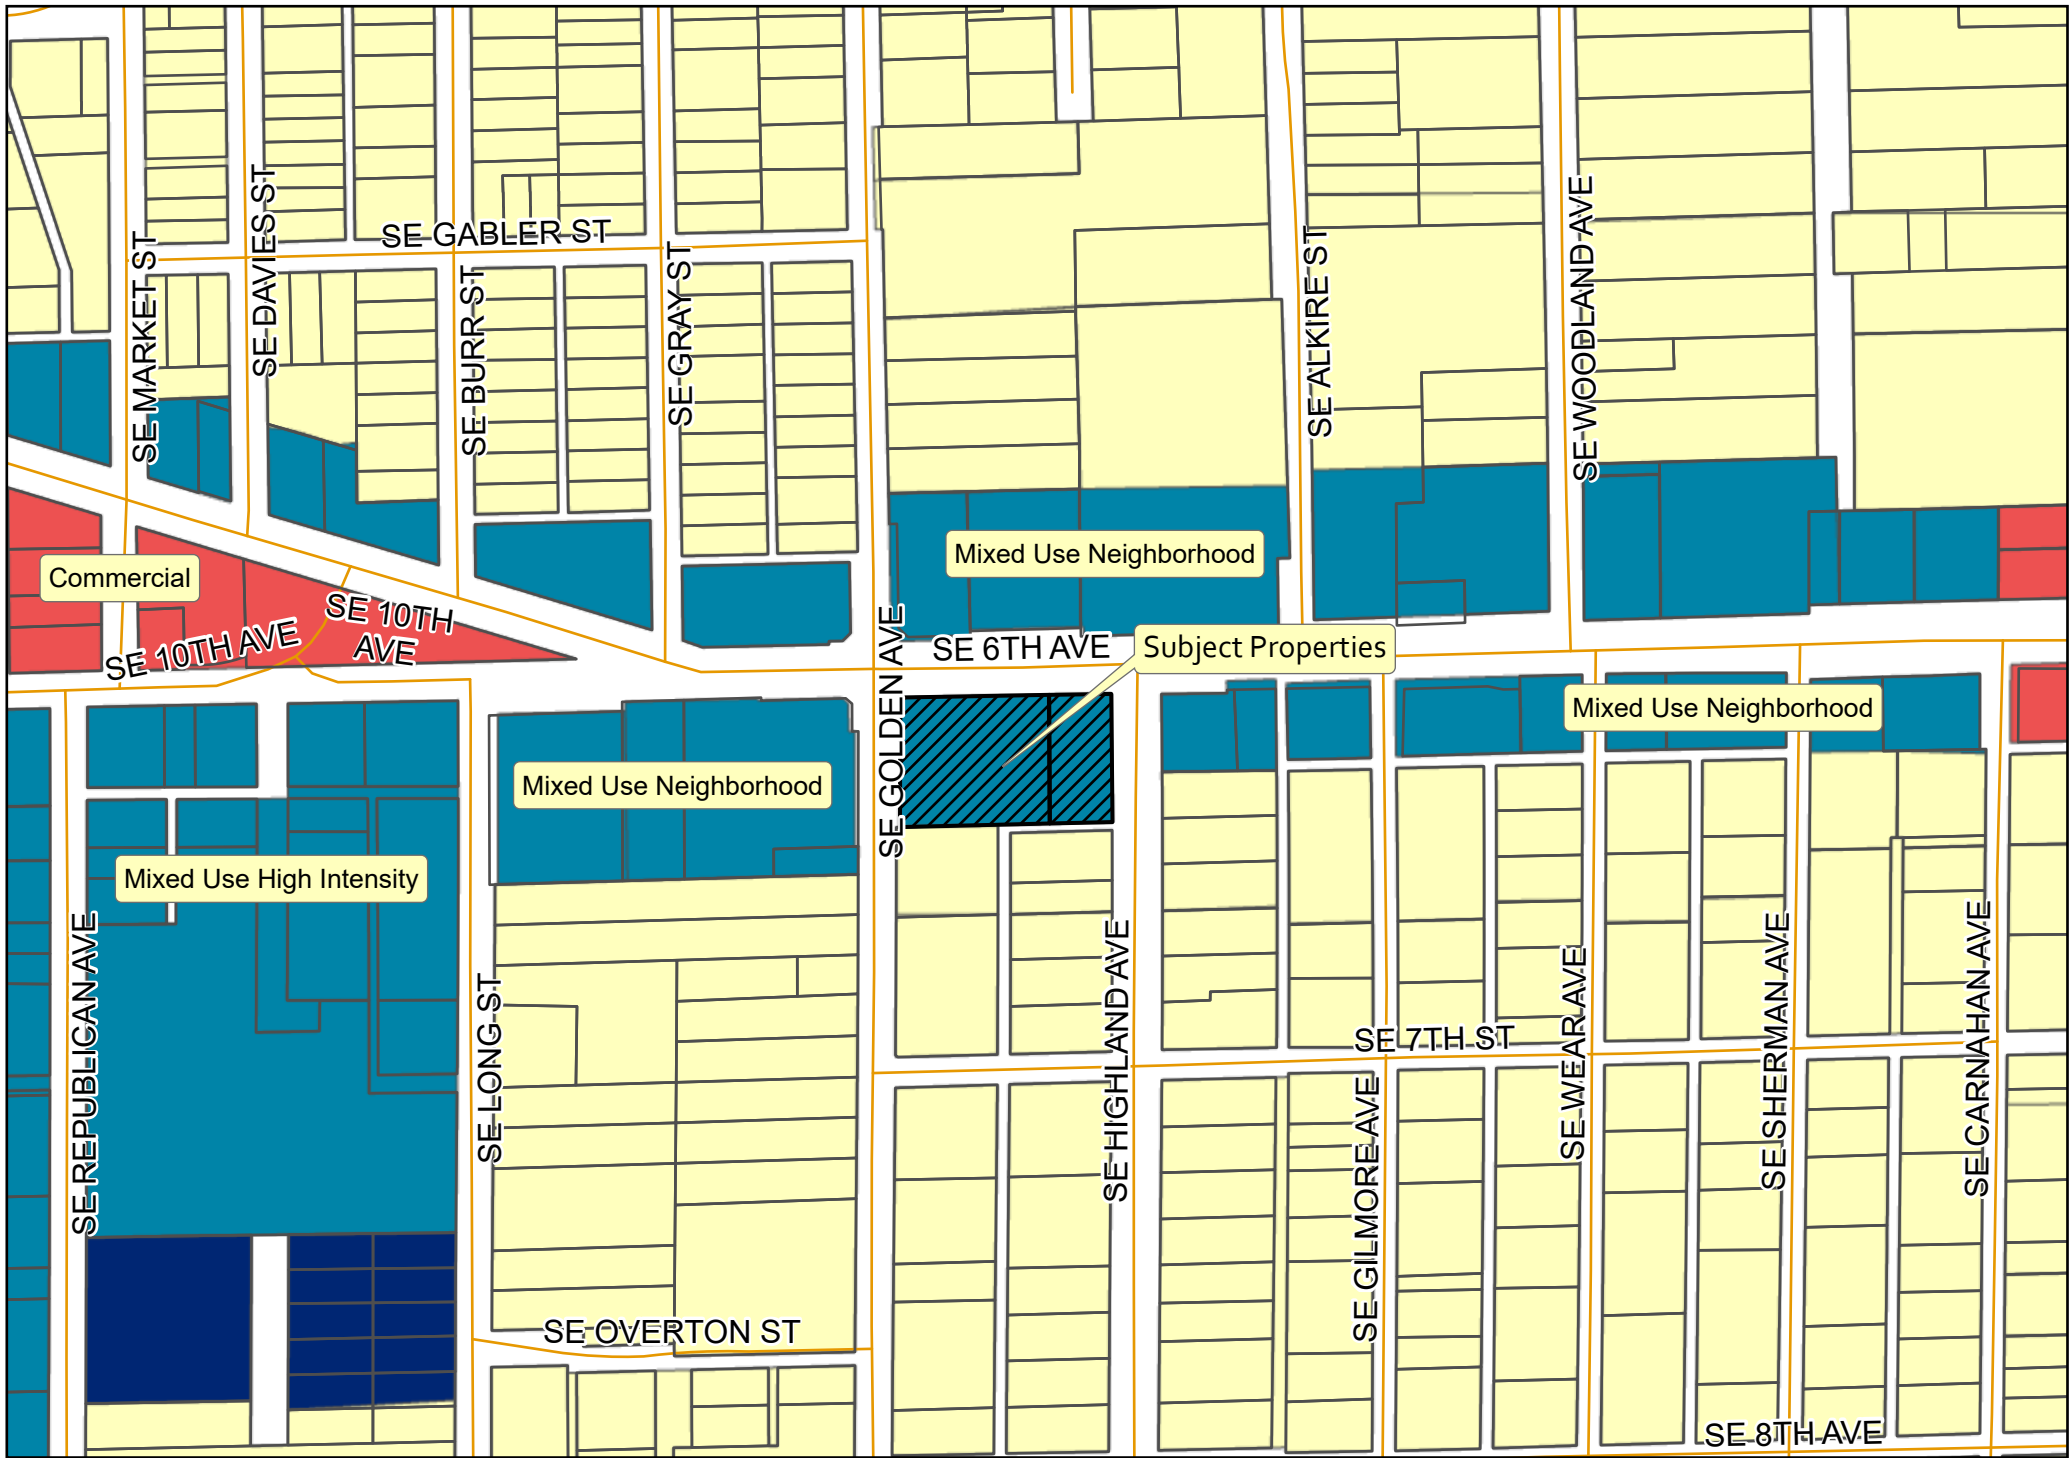 SE GABLER ST
SE MARKET ST
SE DAVIES ST
SE BURR ST
SE GRAY ST
SE ALKIRE ST
SE WOODLAND AVE
Mixed Use Neighborhood
Commercial
SE 10TH AVE
SE 10TH
AVE
SE GOLDEN AVE
SE 6TH AVE
Subject Properties
Mixed Use Neighborhood
Mixed Use Neighborhood
Mixed Use High Intensity
SE REPUBLICAN AVE
SE LONG ST
SE HIGHLAND AVE
SE 7TH ST
SE GILMORE AVE
SE WEAR AVE
SE SHERMAN AVE
SE CARNAHAN AVE
SE OVERTON ST
SE 8TH AVE